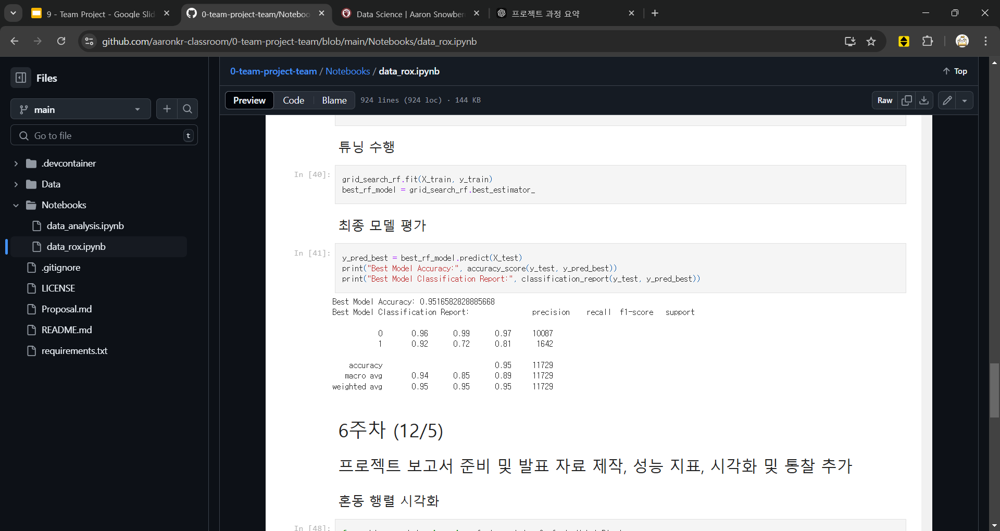 9 - Team Project - Google Slid
0-team-project-team/Noteboo
Data Science | Aaron Snowber
프로젝트 과정 요약
github.com/aaronkr-classroom/0-team-project-team/blob/main/Notebooks/data_rox.ipynb
Files
main
Go to file
t
.devcontainer
Data
Notebooks
data_analysis.ipynb
data_rox.ipynb
.gitignore
LICENSE
Proposal.md
README.md
requirements.txt
0-team-project-team / Notebooks / data_rox.ipynb
Top
Preview
Code
Blame
924 lines (924 loc) · 144 KB
Raw
튜닝 수행
In [40]:
grid_search_rf.fit(X_train, y_train)
best_rf_model = grid_search_rf.best_estimator_
최종 모델 평가
In [41]:
y_pred_best = best_rf_model.predict(X_test)
print("Best Model Accuracy:", accuracy_score(y_test, y_pred_best))
print("Best Model Classification Report:", classification_report(y_test, y_pred_best))
Best Model Accuracy: 0.9516582828885668
Best Model Classification Report: precision recall f1-score support
0 0.96 0.99 0.97 10087
1 0.92 0.72 0.81 1642
accuracy 0.95 11729
macro avg 0.94 0.85 0.89 11729
weighted avg 0.95 0.95 0.95 11729
6주차 (12/5)
프로젝트 보고서 준비 및 발표 자료 제작, 성능 지표, 시각화 및 통찰 추가
혼동 행렬 시각화
In [48]: